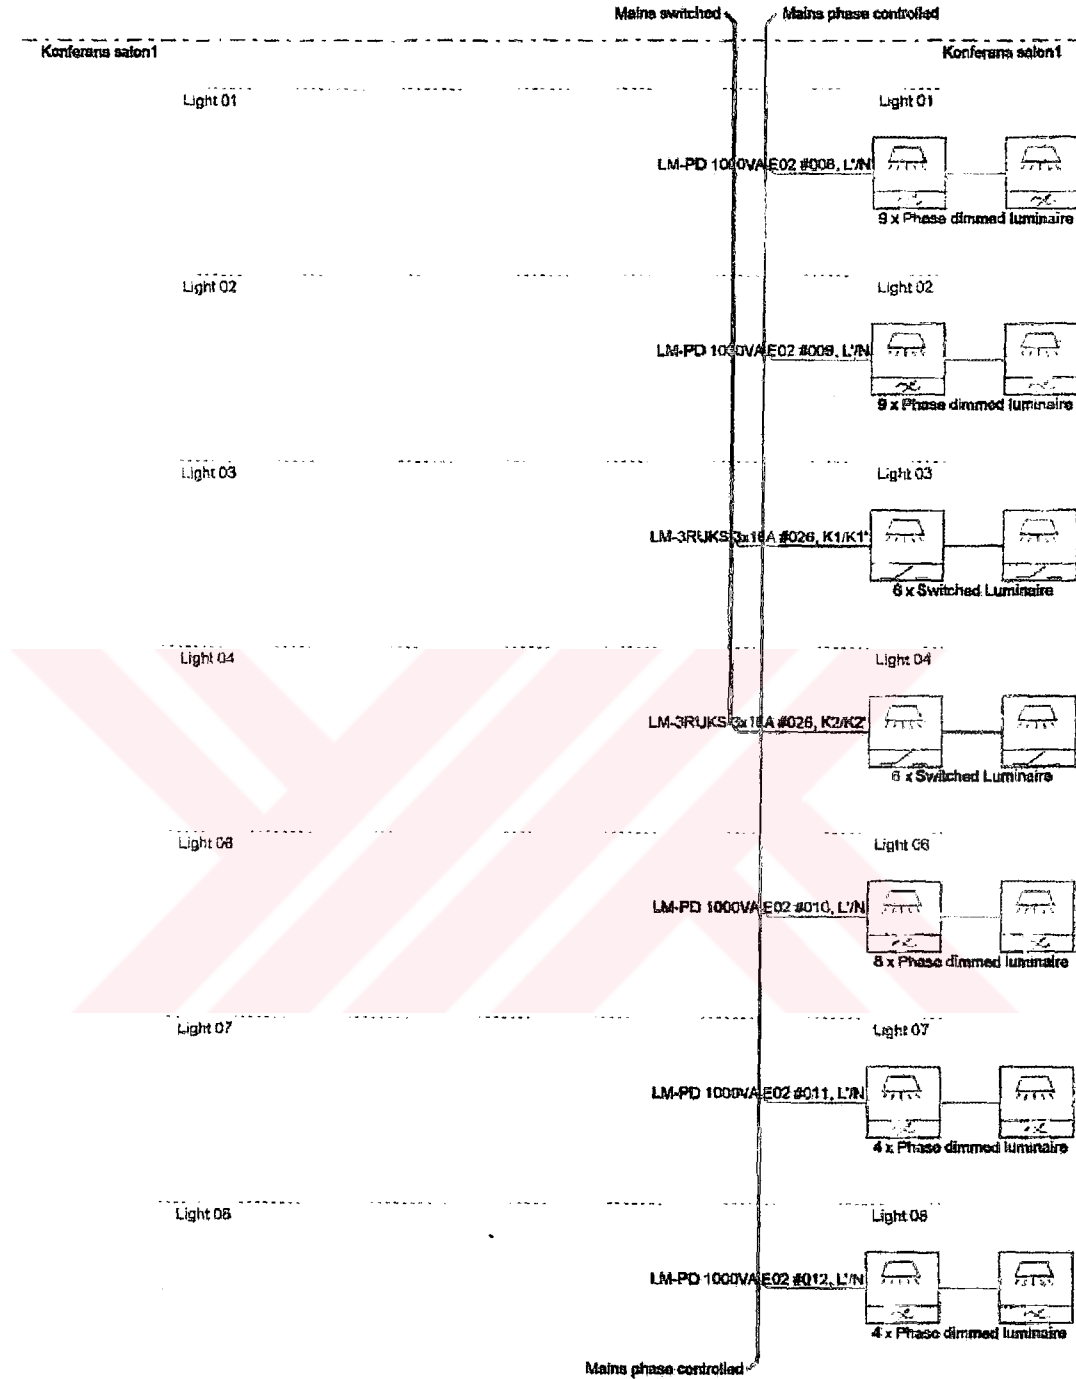 Mains switched Mains phase controlled
Konferans salon1 Konferans salon1
Light 01 Light 01
LM-PD 1000VA E02 #008, L'/N
9 x Phase dimmed luminaire
Light 02 Light 02
LM-PD 1000VA E02 #009, L'/N
9 x Phase dimmed luminaire
Light 03 Light 03
LM-3RUKS 3x16A #026, K1/K1'
6 x Switched Luminaire
Light 04 Light 04
LM-3RUKS 3x16A #026, K2/K2'
6 x Switched Luminaire
Light 06 Light 06
LM-PD 1000VA E02 #010, L'/N
8 x Phase dimmed luminaire
Light 07 Light 07
LM-PD 1000VA E02 #011, L'/N
4 x Phase dimmed luminaire
Light 08 Light 08
LM-PD 1000VA E02 #012, L'/N
4 x Phase dimmed luminaire
Mains phase controlled